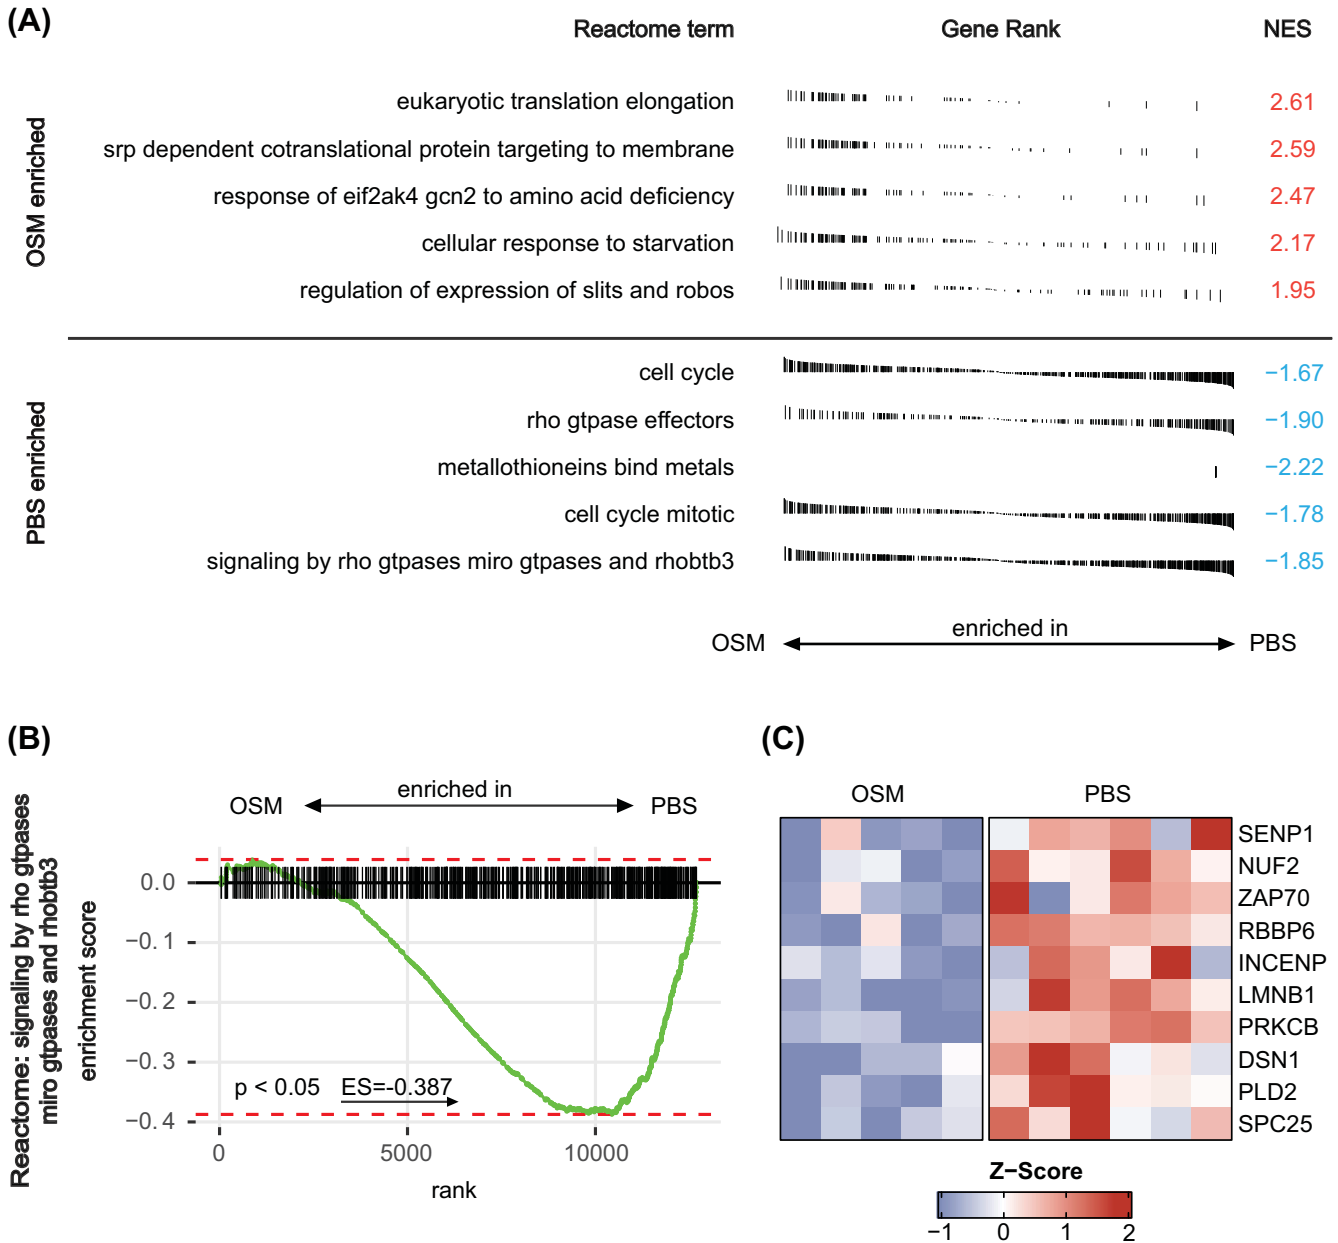 (A)
Reactome term Gene Rank NES
OSM enriched
eukaryotic translation elongation 2.61
srp dependent cotranslational protein targeting to membrane 2.59
response of eif2ak4 gcn2 to amino acid deficiency 2.47
cellular response to starvation 2.17
regulation of expression of slits and robos 1.95
PBS enriched
cell cycle −1.67
rho gtpase effectors −1.90
metallothioneins bind metals −2.22
cell cycle mitotic −1.78
signaling by rho gtpases miro gtpases and rhobtb3 −1.85
OSM enriched in PBS
(B)
Reactome: signaling by rho gtpases
miro gtpases and rhobtb3
enrichment score
OSM enriched in PBS
0.0
−0.1
−0.2
−0.3
−0.4
p < 0.05 ES=-0.387
0 5000 10000
rank
(C)
OSM PBS
SENP1
NUF2
ZAP70
RBBP6
INCENP
LMNB1
PRKCB
DSN1
PLD2
SPC25
Z−Score
−1 0 1 2